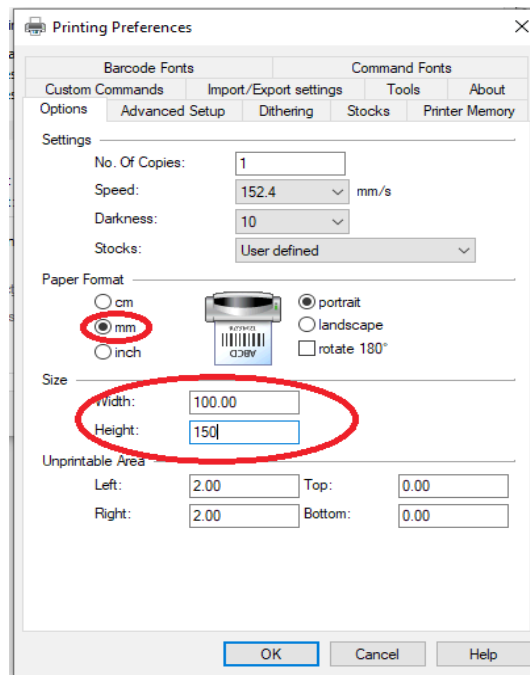 Printing Preferences
Barcode Fonts Command Fonts
Custom Commands Import/Export settings Tools About
Options Advanced Setup Dithering Stocks Printer Memory
Settings
No. Of Copies: 1
Speed: 152.4 mm/s
Darkness: 10
Stocks: User defined
Paper Format
cm portrait
mm landscape
inch rotate 180°
ABCD
Size
Width: 100.00
Height: 150
Unprintable Area
Left: 2.00 Top: 0.00
Right: 2.00 Bottom: 0.00
OK Cancel Help